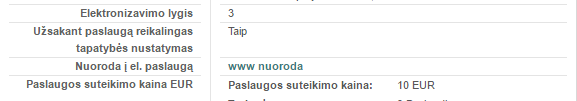 Elektronizavimo lygis 3
Užsakant paslaugą reikalingas Taip
tapatybės nustatymas
Nuoroda į el. paslaugą www nuoroda
Paslaugos suteikimo kaina EUR Paslaugos suteikimo kaina: 10 EUR